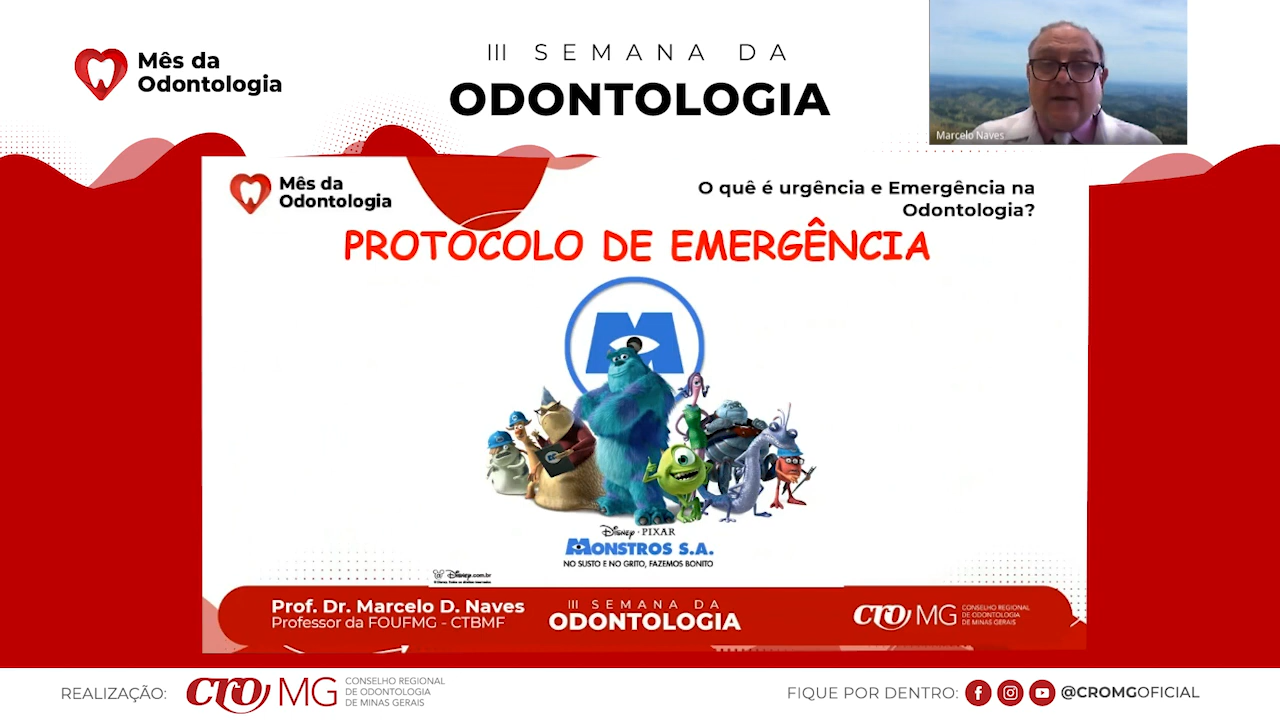 Mês da
Odontologia
III SEMANA DA
ODONTOLOGIA
Marcelo Naves
Mês da
Odontologia
O quê é urgência e Emergência na
Odontologia?
PROTOCOLO DE EMERGÊNCIA
M
DISNEY · PIXAR
MONSTROS S.A.
NO SUSTO E NO GRITO, FAZEMOS BONITO
Disney.com.br
Prof. Dr. Marcelo D. Naves
Professor da FOUFMG - CTBMF
III SEMANA DA
ODONTOLOGIA
CRO MG
CONSELHO REGIONAL
DE ODONTOLOGIA
DE MINAS GERAIS
REALIZAÇÃO:
CRO MG
CONSELHO REGIONAL
DE ODONTOLOGIA
DE MINAS GERAIS
FIQUE POR DENTRO:
@CROMGOFICIAL